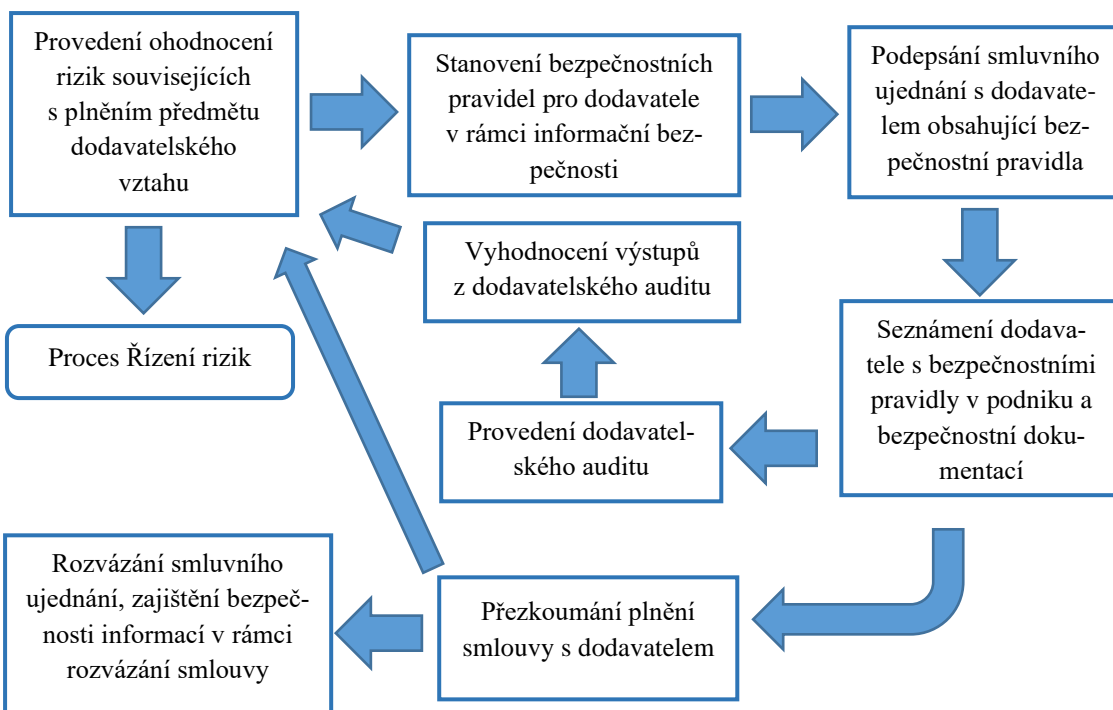 Provedení ohodnocení
rizik souvisejících
s plněním předmětu
dodavatelského
vztahu
Stanovení bezpečnostních
pravidel pro dodavatele
v rámci informační bez-
pečnosti
Podepsání smluvního
ujednání s dodavate-
lem obsahující bez-
pečnostní pravidla
Vyhodnocení výstupů
z dodavatelského auditu
Proces Řízení rizik
Seznámení dodava-
tele s bezpečnostními
pravidly v podniku a
bezpečnostní doku-
mentací
Provedení dodavatel-
ského auditu
Rozvázání smluvního
ujednání, zajištění bezpeč-
nosti informací v rámci
rozvázání smlouvy
Přezkoumání plnění
smlouvy s dodavatelem